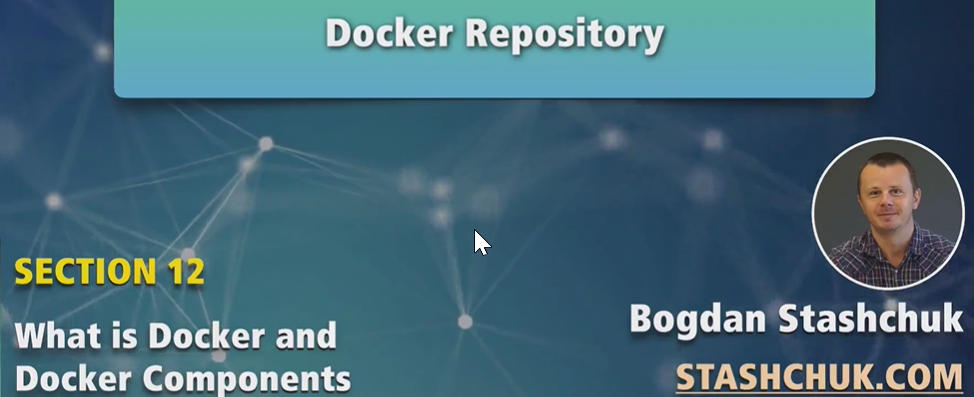 Docker Repository
SECTION 12
What is Docker and
Docker Components
Bogdan Stashchuk
STASHCHUK.COM